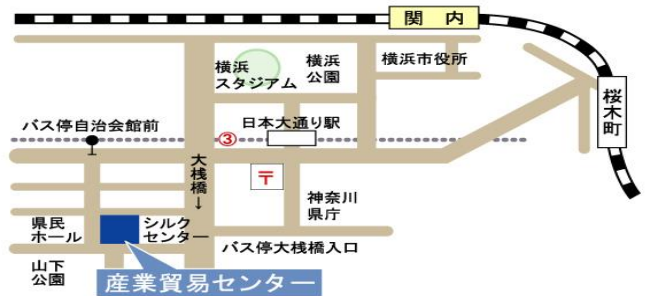 関 内
横浜
スタジアム
横浜
公園
横浜市役所
桜木町
バス停自治会館前
③
日本大通り駅
大桟橋↓
〒
神奈川
県庁
県民
ホール
シルク
センター
バス停大桟橋入口
山下
公園
産業貿易センター